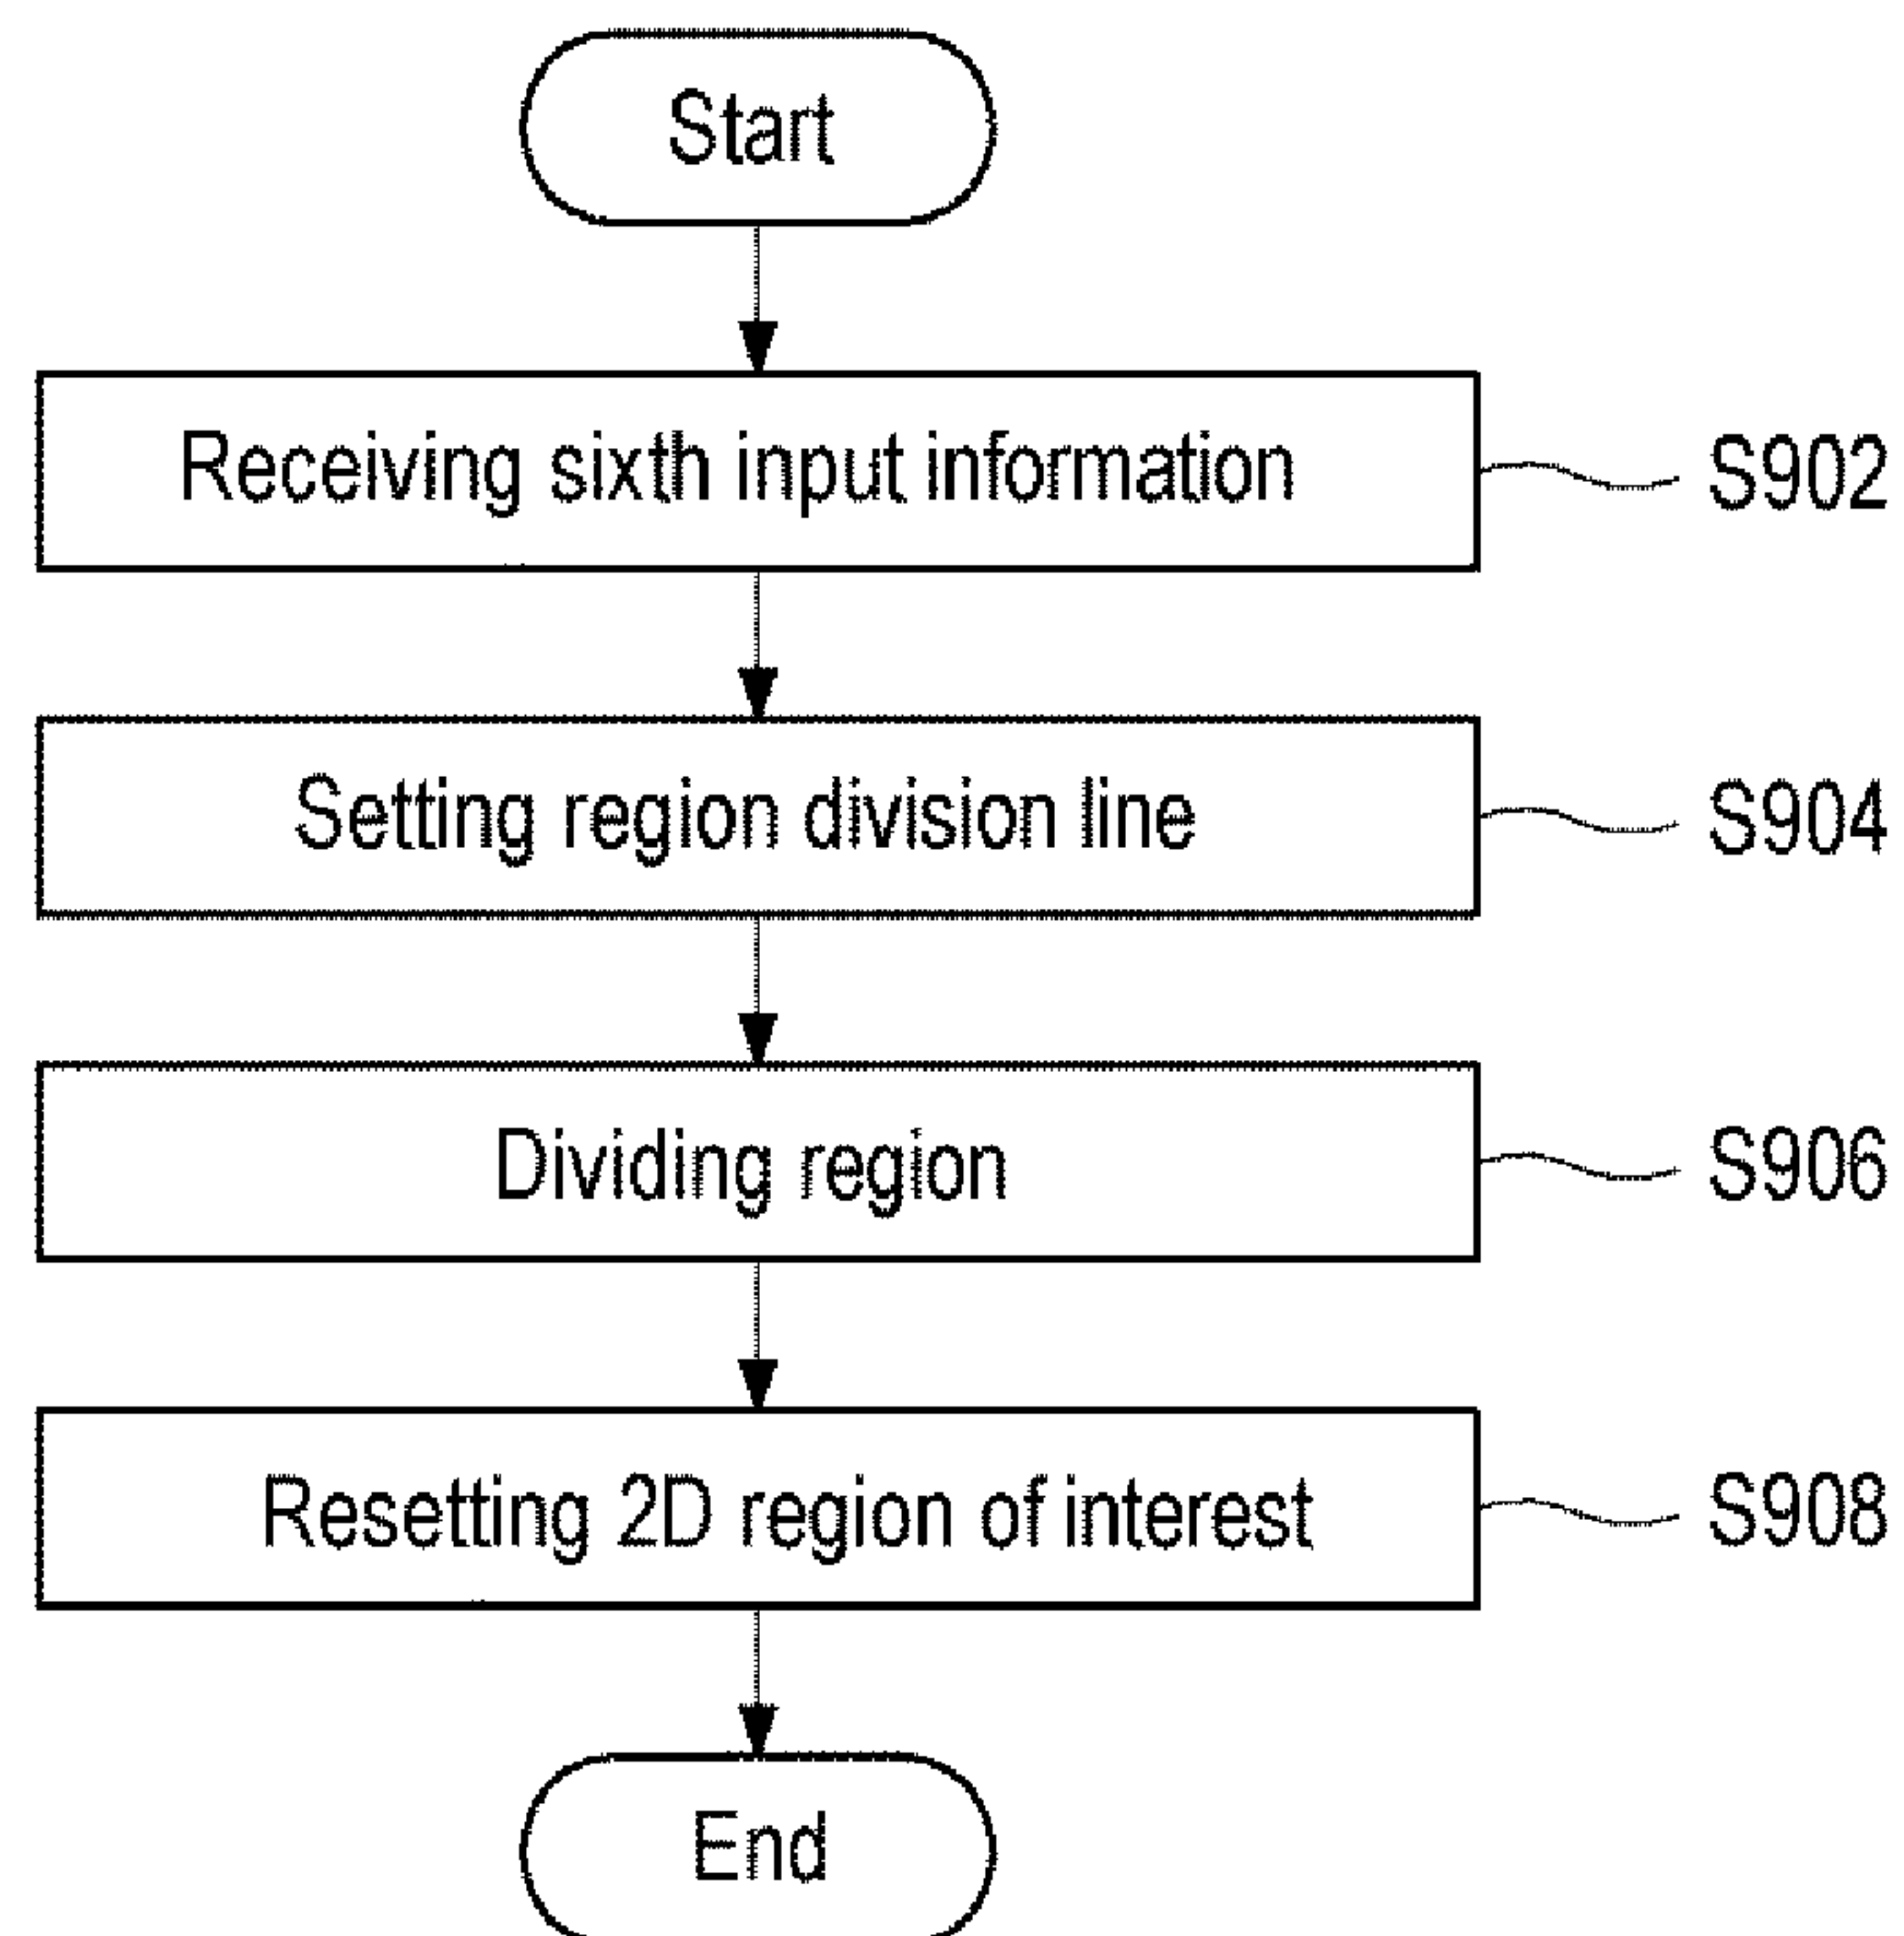 Start
Receiving sixth input information S902
Setting region division line S904
Dividing region S906
Resetting 2D region of interest S908
End